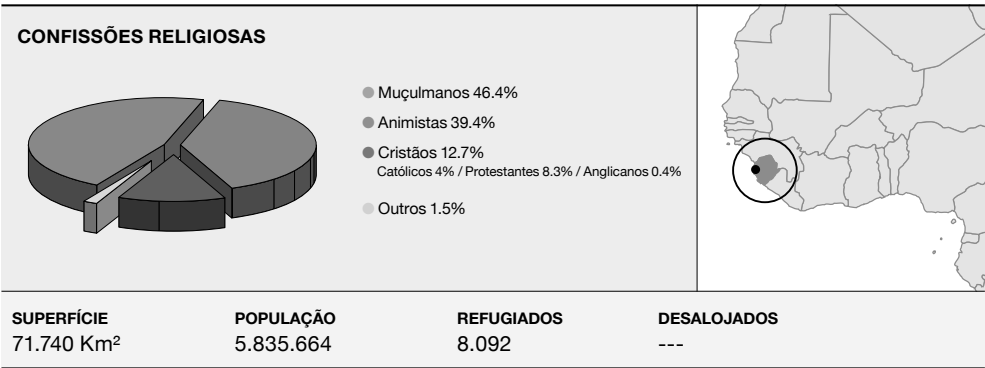 CONFISSÕES RELIGIOSAS
Muçulmanos 46.4%
Animistas 39.4%
Cristãos 12.7%
Católicos 4% / Protestantes 8.3% / Anglicanos 0.4%
Outros 1.5%
SUPERFÍCIE POPULAÇÃO REFUGIADOS DESALOJADOS
71.740 Km² 5.835.664 8.092 ---